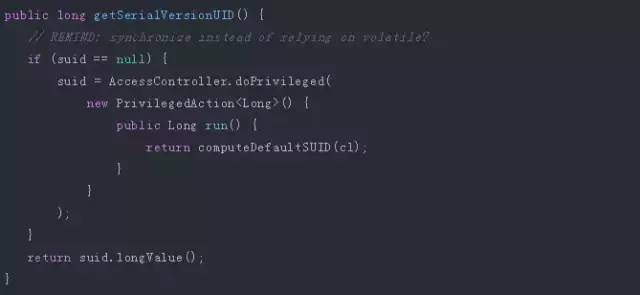 public long getSerialVersionUID() {
// REMIND: synchronize instead of relying on volatile?
if (suid == null) {
suid = AccessController.doPrivileged(
new PrivilegedAction<Long>() {
public Long run() {
return computeDefaultSUID(cl);
}
}
);
}
return suid.longValue();
}